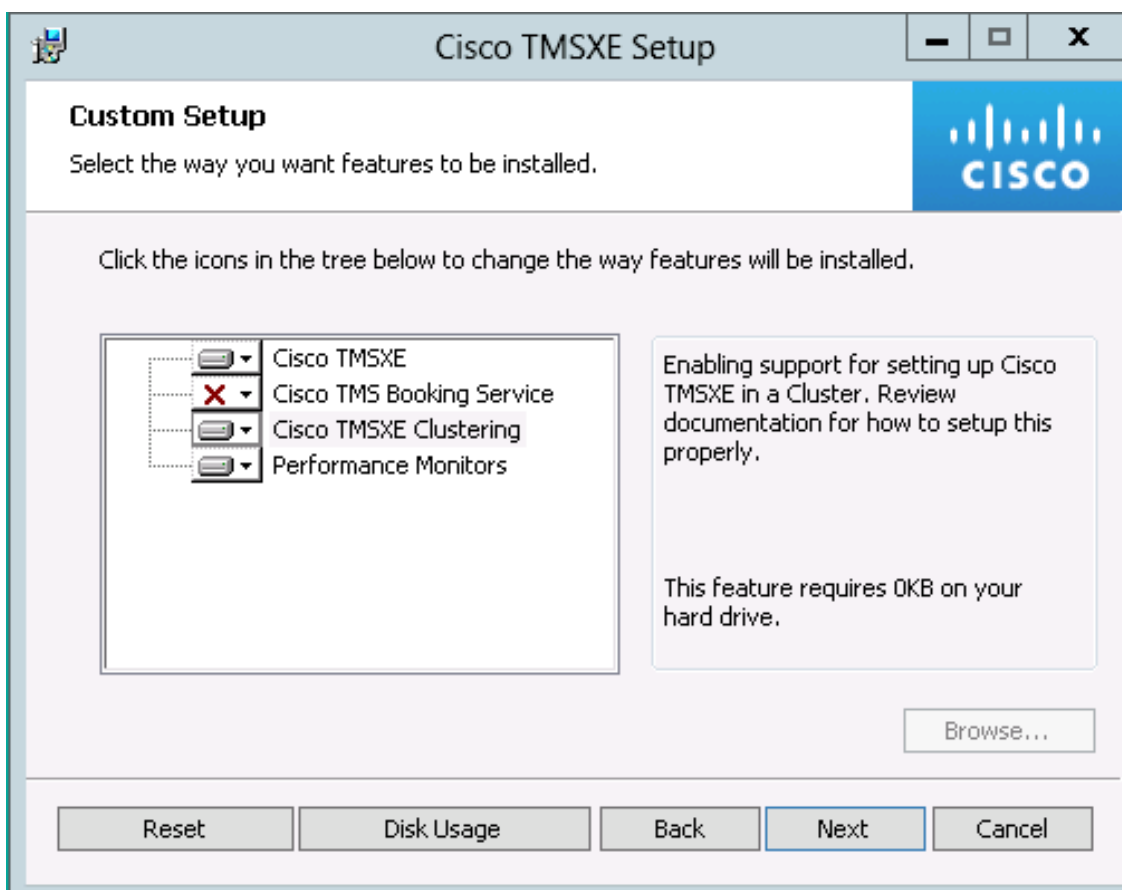 Cisco TMSXE Setup
Custom Setup
Select the way you want features to be installed.
CISCO
Click the icons in the tree below to change the way features will be installed.
Cisco TMSXE
Cisco TMS Booking Service
Cisco TMSXE Clustering
Performance Monitors
Enabling support for setting up Cisco
TMSXE in a Cluster. Review
documentation for how to setup this
properly.
This feature requires 0KB on your
hard drive.
Browse...
Reset
Disk Usage
Back
Next
Cancel